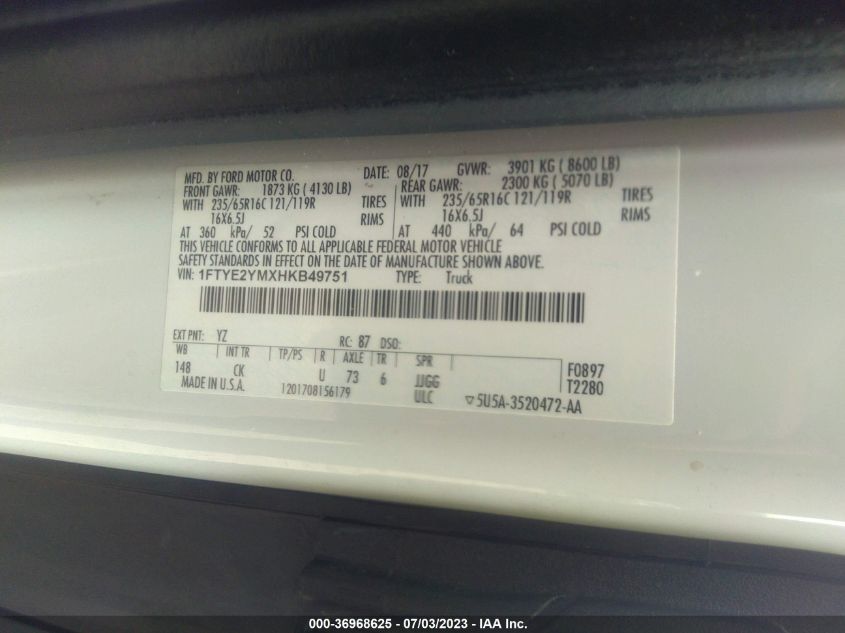 MFD. BY FORD MOTOR CO. DATE: 08/17 GVWR: 3901 KG ( 8600 LB)
FRONT GAWR: 1873 KG ( 4130 LB) REAR GAWR: 2300 KG ( 5070 LB)
WITH 235/65R16C 121/119R TIRES WITH 235/65R16C 121/119R TIRES
16X6.5J RIMS 16X6.5J RIMS
AT 360 kPa/ 52 PSI COLD AT 440 kPa/ 64 PSI COLD
THIS VEHICLE CONFORMS TO ALL APPLICABLE FEDERAL MOTOR VEHICLE
SAFETY STANDARDS IN EFFECT ON THE DATE OF MANUFACTURE SHOWN ABOVE.
VIN: 1FTYE2YMXHKB49751 TYPE: Truck
EXT PNT: YZ RC: 87 DSO:
WB INT TR TP/PS R AXLE TR SPR
148 CK U 73 6 JJGG F0897
MADE IN U.S.A. 1201708156179 ULC T2280
▽5U5A-3520472-AA
000-36968625 - 07/03/2023 - IAA Inc.